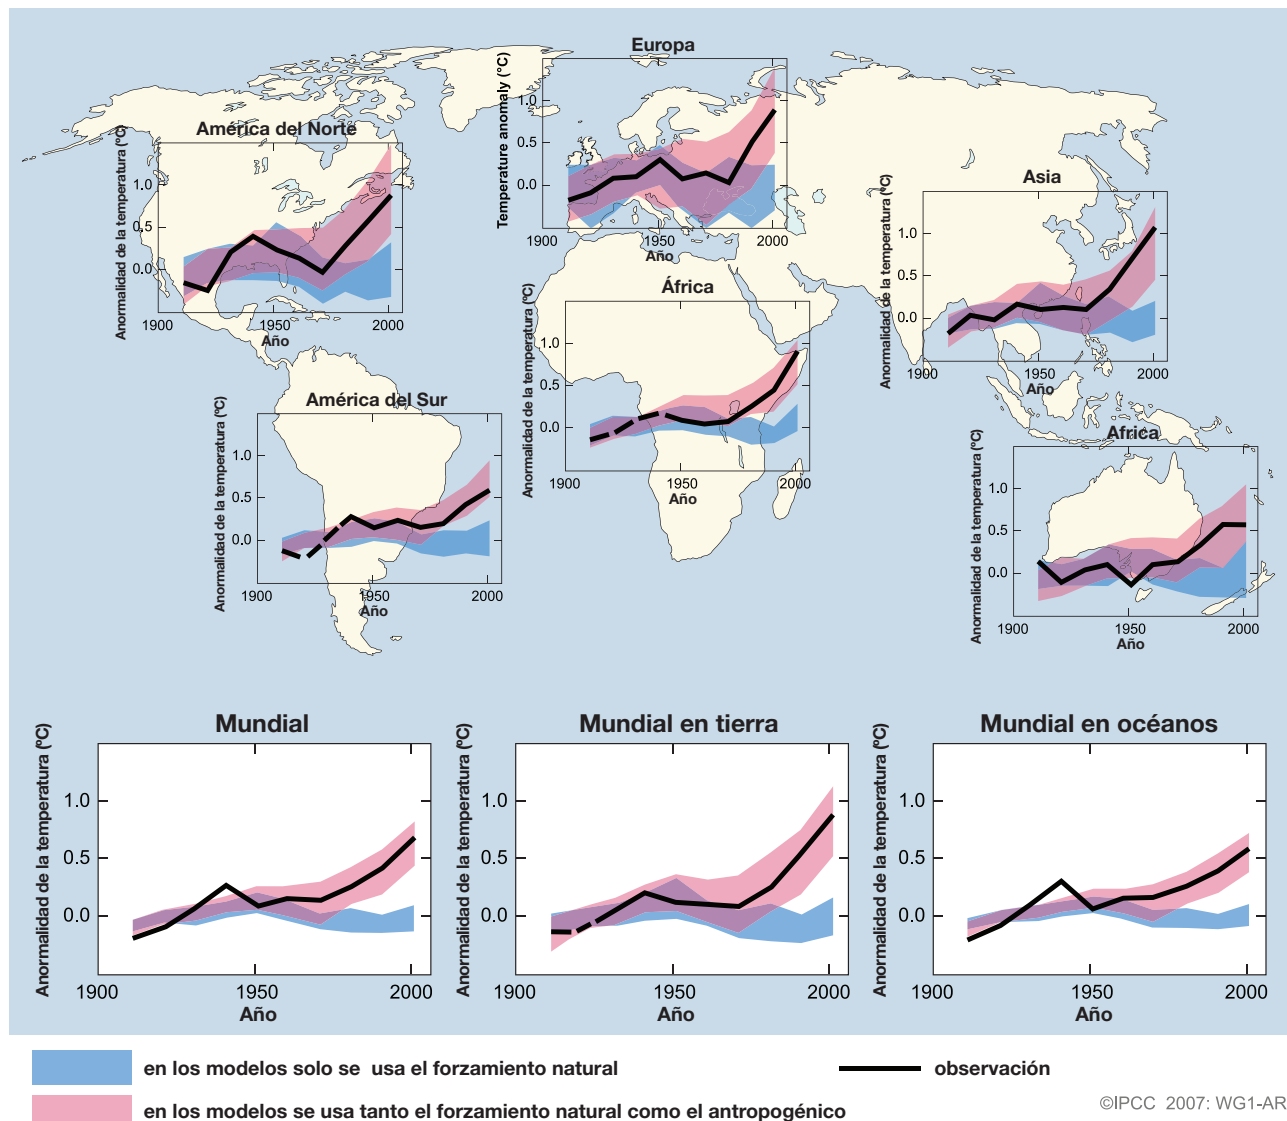 Europa
Temperature anomaly (°C)
1.0
0.5
0.0
1900
1950
2000
Año
América del Norte
Anormalidad de la temperatura (ºC)
1.0
0.5
0.0
1900
1950
2000
Año
Asia
Anormalidad de la temperatura (ºC)
1.0
0.5
0.0
1900
1950
2000
Año
África
Anormalidad de la temperatura (ºC)
1.0
0.5
0.0
1900
1950
2000
Año
América del Sur
Anormalidad de la temperatura (ºC)
1.0
0.5
0.0
1900
1950
2000
Año
Africa
Anormalidad de la temperatura (ºC)
1.0
0.5
0.0
1900
1950
2000
Año
Mundial
Anormalidad de la temperatura (ºC)
1.0
0.5
0.0
1900
1950
2000
Año
Mundial en tierra
Anormalidad de la temperatura (ºC)
1.0
0.5
0.0
1900
1950
2000
Año
Mundial en océanos
Anormalidad de la temperatura (ºC)
1.0
0.5
0.0
1900
1950
2000
Año
en los modelos solo se usa el forzamiento natural
observación
en los modelos se usa tanto el forzamiento natural como el antropogénico
©IPCC 2007: WG1-AR